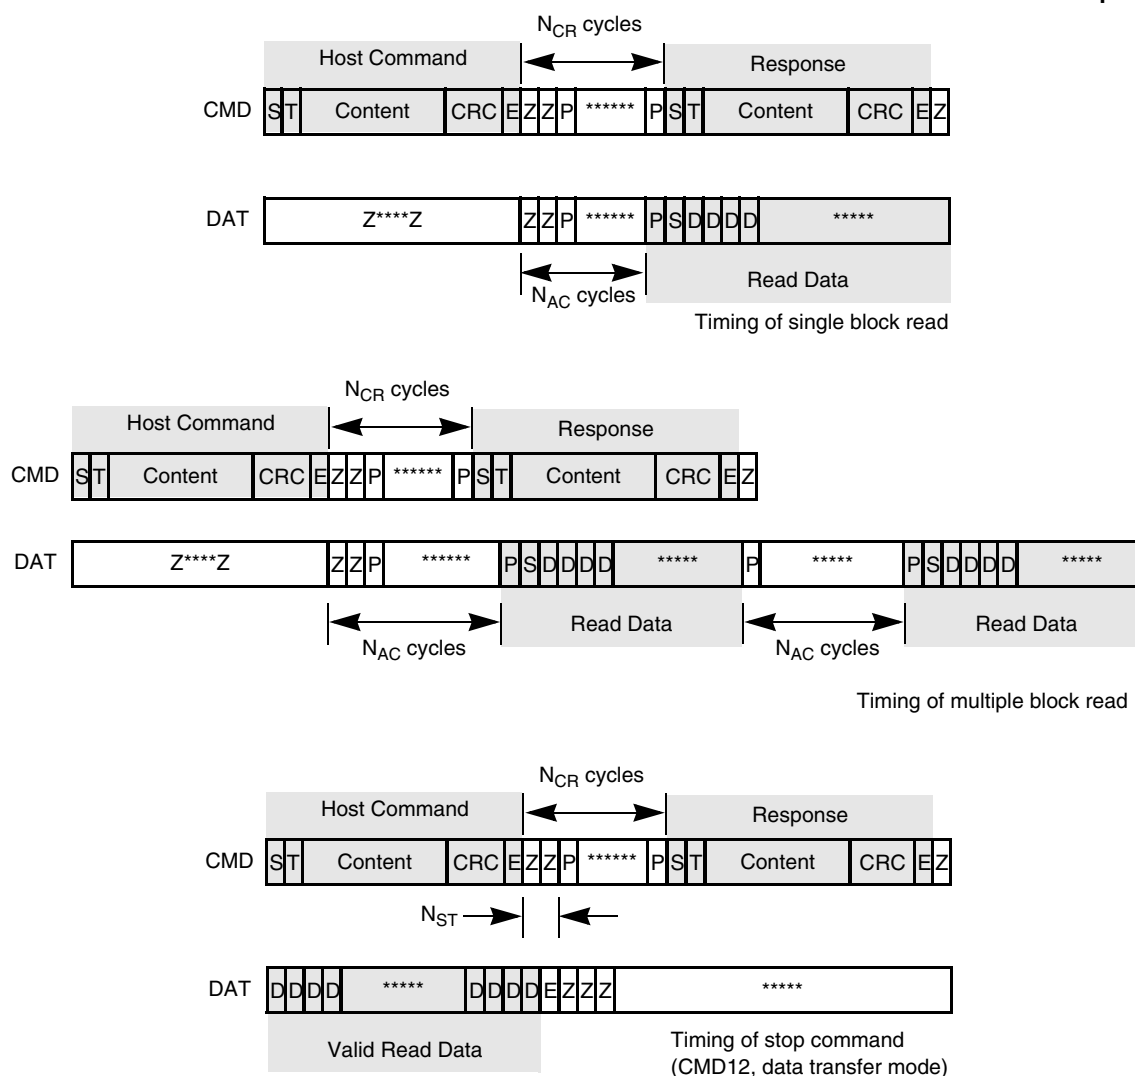 N_CR cycles
Host Command Response
CMD S T Content CRC E Z Z P ****** P S T Content CRC E Z
DAT Z****Z Z Z P ****** P S D D D D *****
N_AC cycles Read Data
Timing of single block read
N_CR cycles
Host Command Response
CMD S T Content CRC E Z Z P ****** P S T Content CRC E Z
DAT Z****Z Z Z P ****** P S D D D D ***** P ***** P S D D D D *****
N_AC cycles Read Data N_AC cycles Read Data
Timing of multiple block read
N_CR cycles
Host Command Response
CMD S T Content CRC E Z Z P ****** P S T Content CRC E Z
N_ST
DAT D D D D ***** D D D D E Z Z Z *****
Valid Read Data
Timing of stop command
(CMD12, data transfer mode)